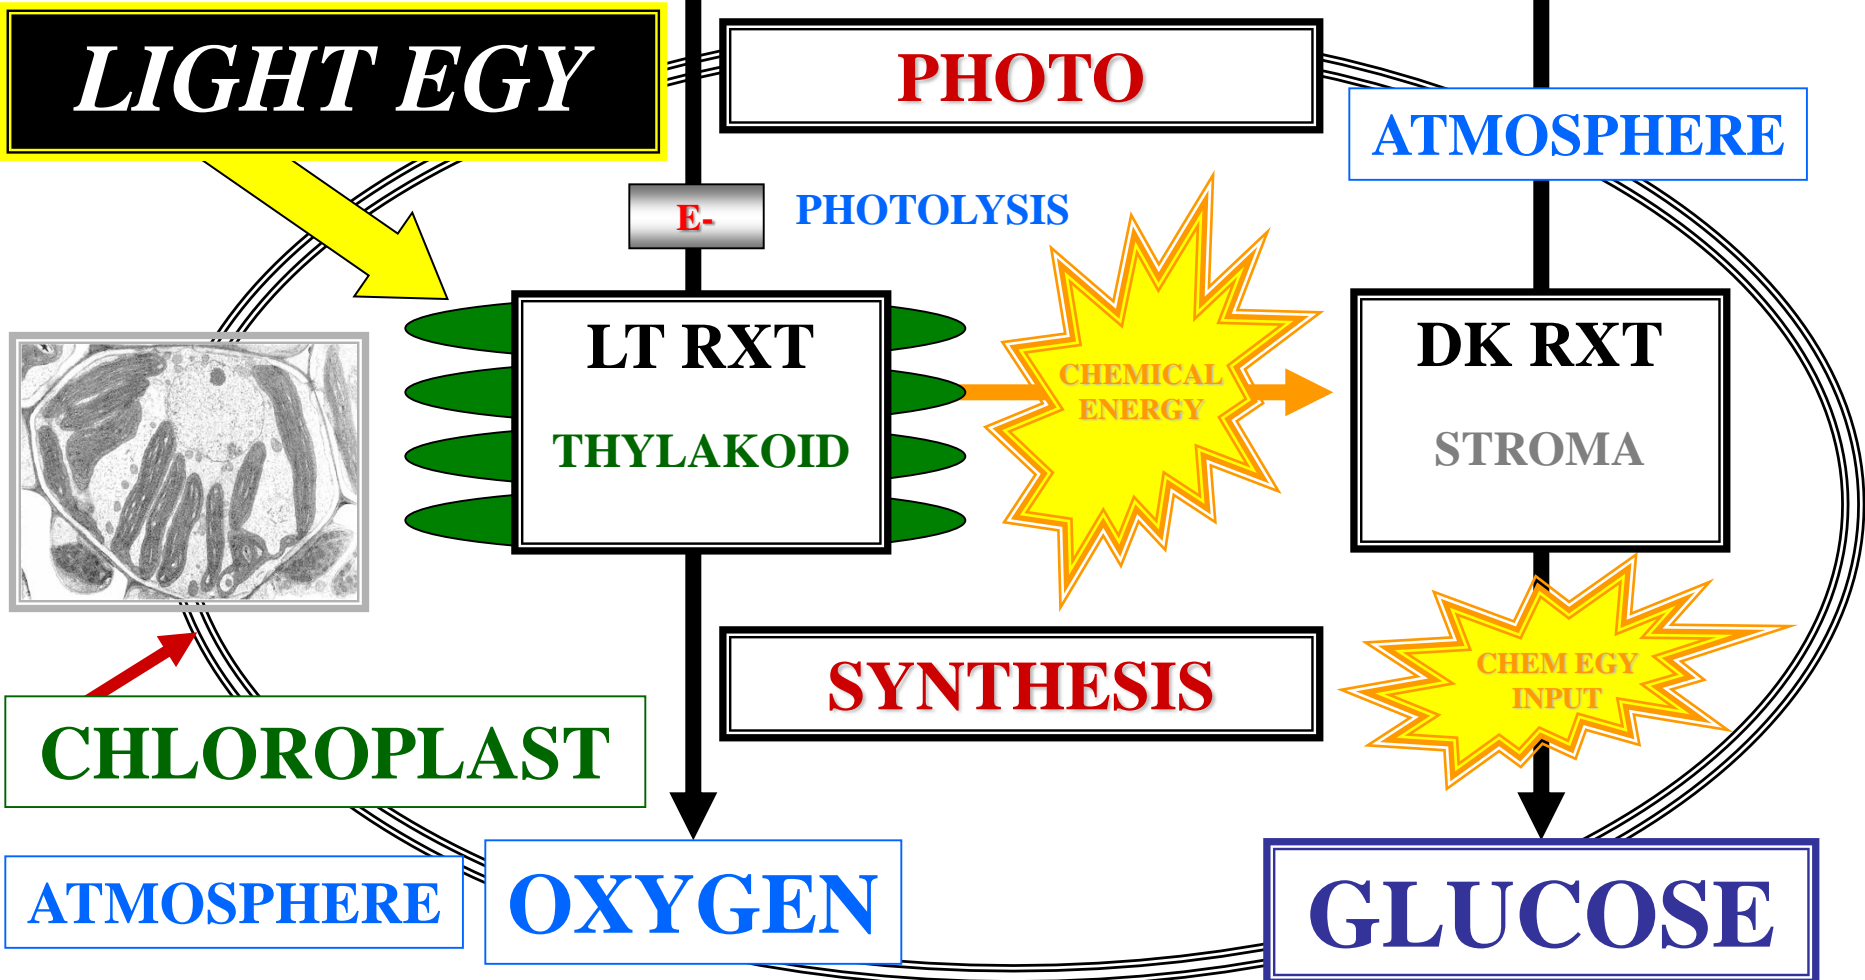 LIGHT EGY
PHOTO
ATMOSPHERE
E-
PHOTOLYSIS
LT RXT
THYLAKOID
CHEMICAL
ENERGY
DK RXT
STROMA
SYNTHESIS
CHEM EGY
INPUT
CHLOROPLAST
ATMOSPHERE
OXYGEN
GLUCOSE